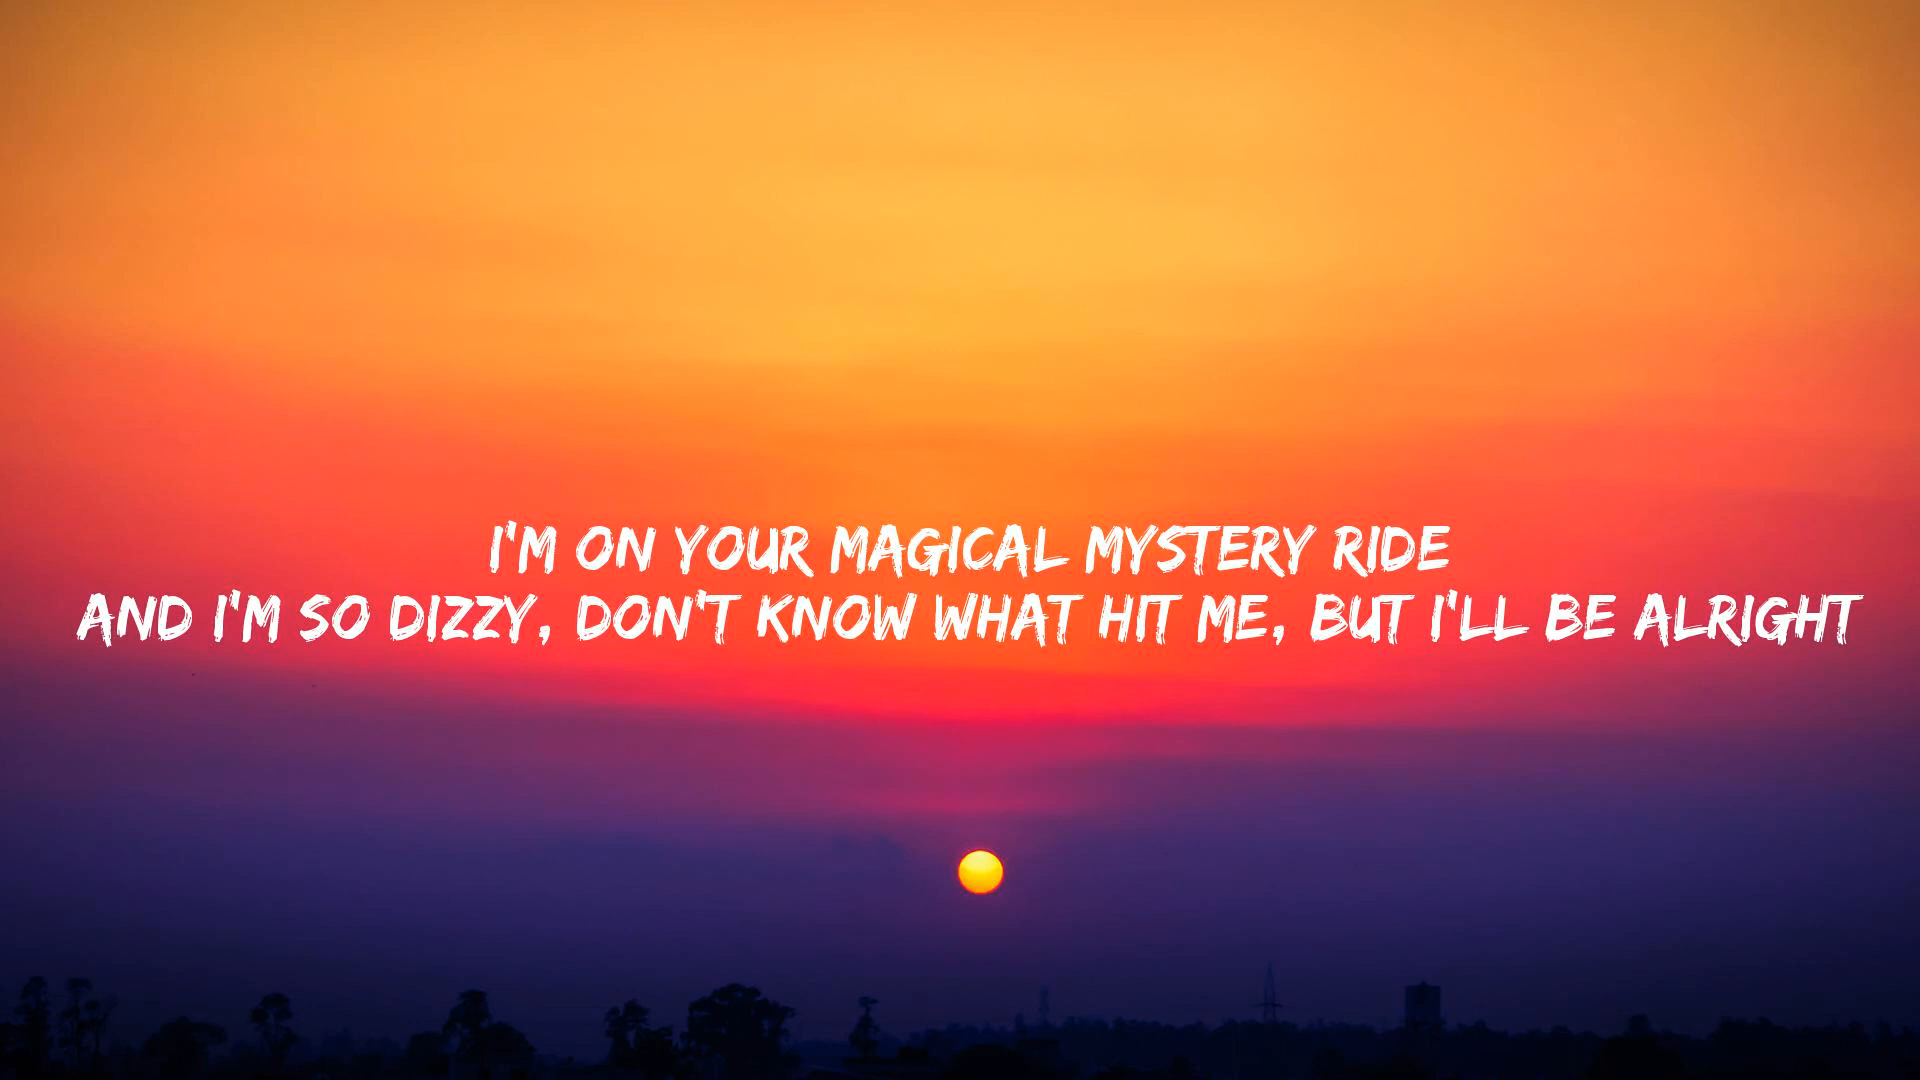 I'M ON YOUR MAGICAL MYSTERY RIDE
AND I'M SO DIZZY, DON'T KNOW WHAT HIT ME, BUT I'LL BE ALRIGHT